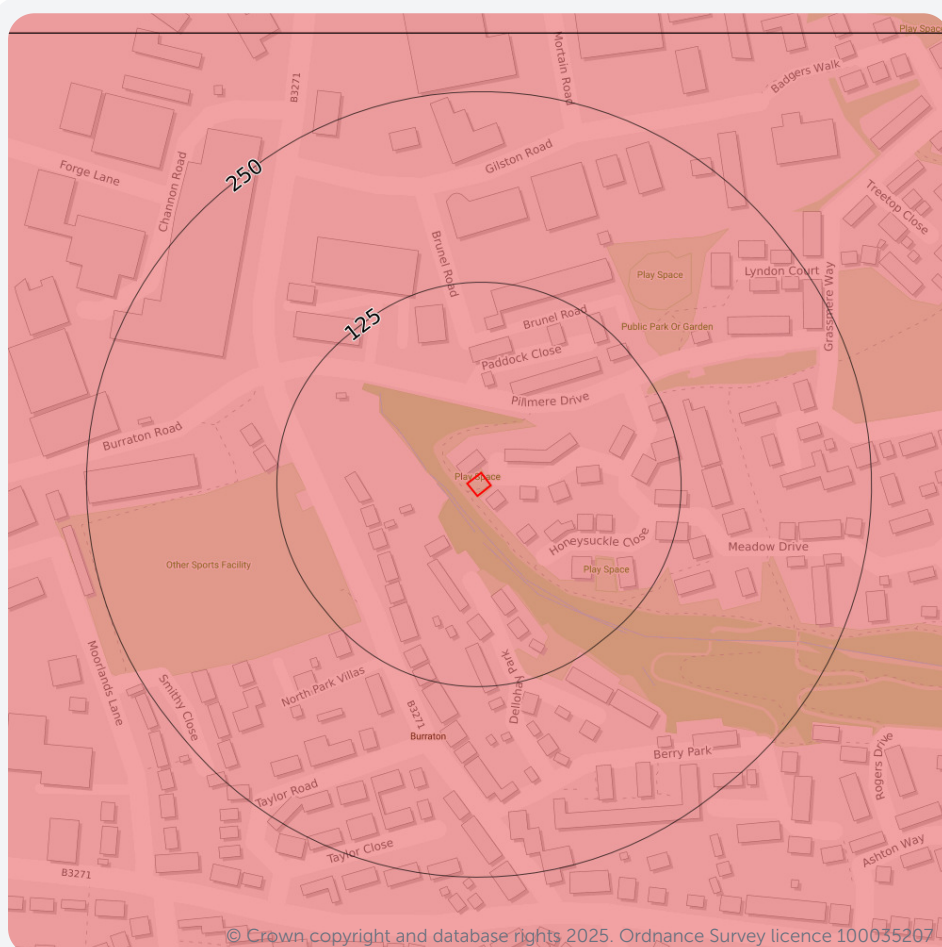 Play Space
Mortain Road
Badgers Walk
B3271
Gilston Road
250
Forge Lane
Channon Road
Treetop Close
Brunel Road
Play Space
Lyndon Court
Grassmere Way
125
Brunel Road
Public Park Or Garden
Paddock Close
Pillmere Drive
Burraton Road
Play Space
Honeysuckle Close
Meadow Drive
Other Sports Facility
Play Space
Moorlands Lane
Smithy Close
North Park Villas
Dellohay Park
B3271
Burraton
Berry Park
Rogers Drive
Taylor Road
Taylor Close
Ashton Way
B3271
© Crown copyright and database rights 2025. Ordnance Survey licence 100035207